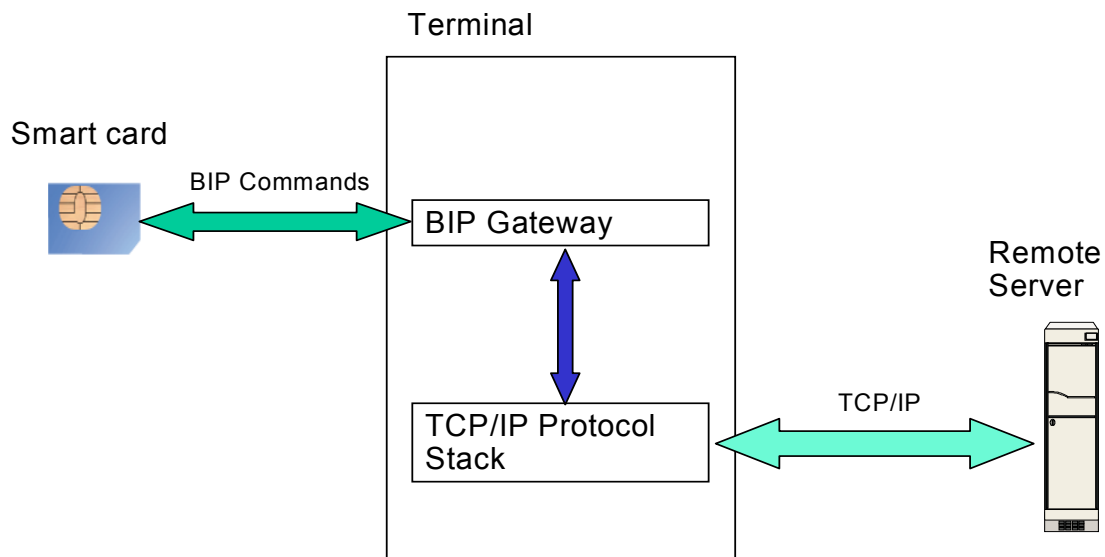 Terminal
Smart card
BIP Commands
BIP Gateway
Remote
Server
TCP/IP Protocol
Stack
TCP/IP